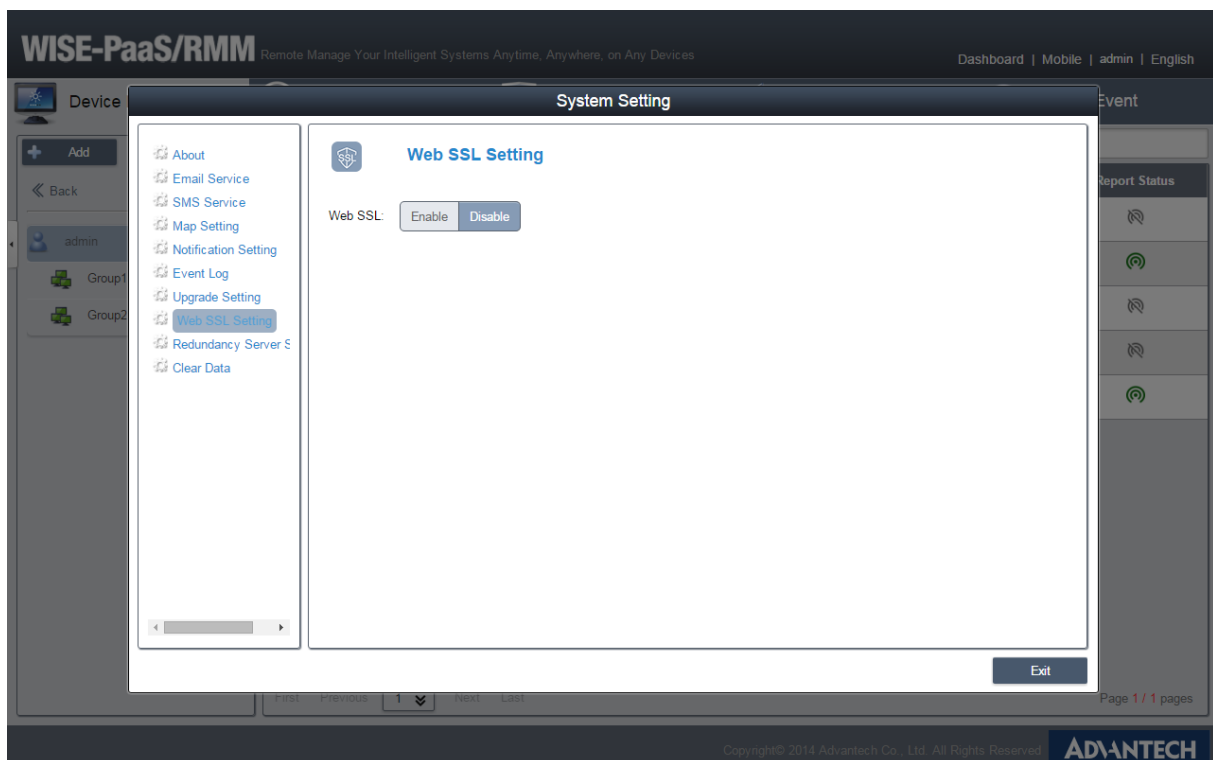 WISE-PaaS/RMM Remote Manage Your Intelligent Systems Anytime, Anywhere, on Any Devices
Dashboard | Mobile | admin | English
Device
System Setting
Event
Add
Back
admin
Group1
Group2
About
Email Service
SMS Service
Map Setting
Notification Setting
Event Log
Upgrade Setting
Web SSL Setting
Redundancy Server S
Clear Data
SSL
Web SSL Setting
Web SSL: Enable Disable
Report Status
Exit
First Previous 1 Next Last
Page 1 / 1 pages
Copyright© 2014 Advantech Co., Ltd. All Rights Reserved
ADVANTECH